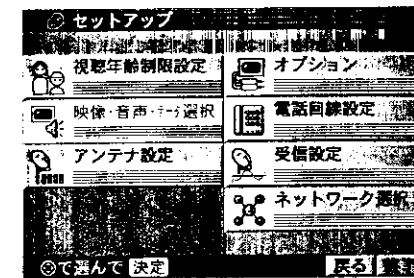 セットアップ
視聴年齢制限設定
オプション
映像・音声・データ選択
電話回線設定
アンテナ設定
受信設定
ネットワーク選択
で選んで 決定
戻る